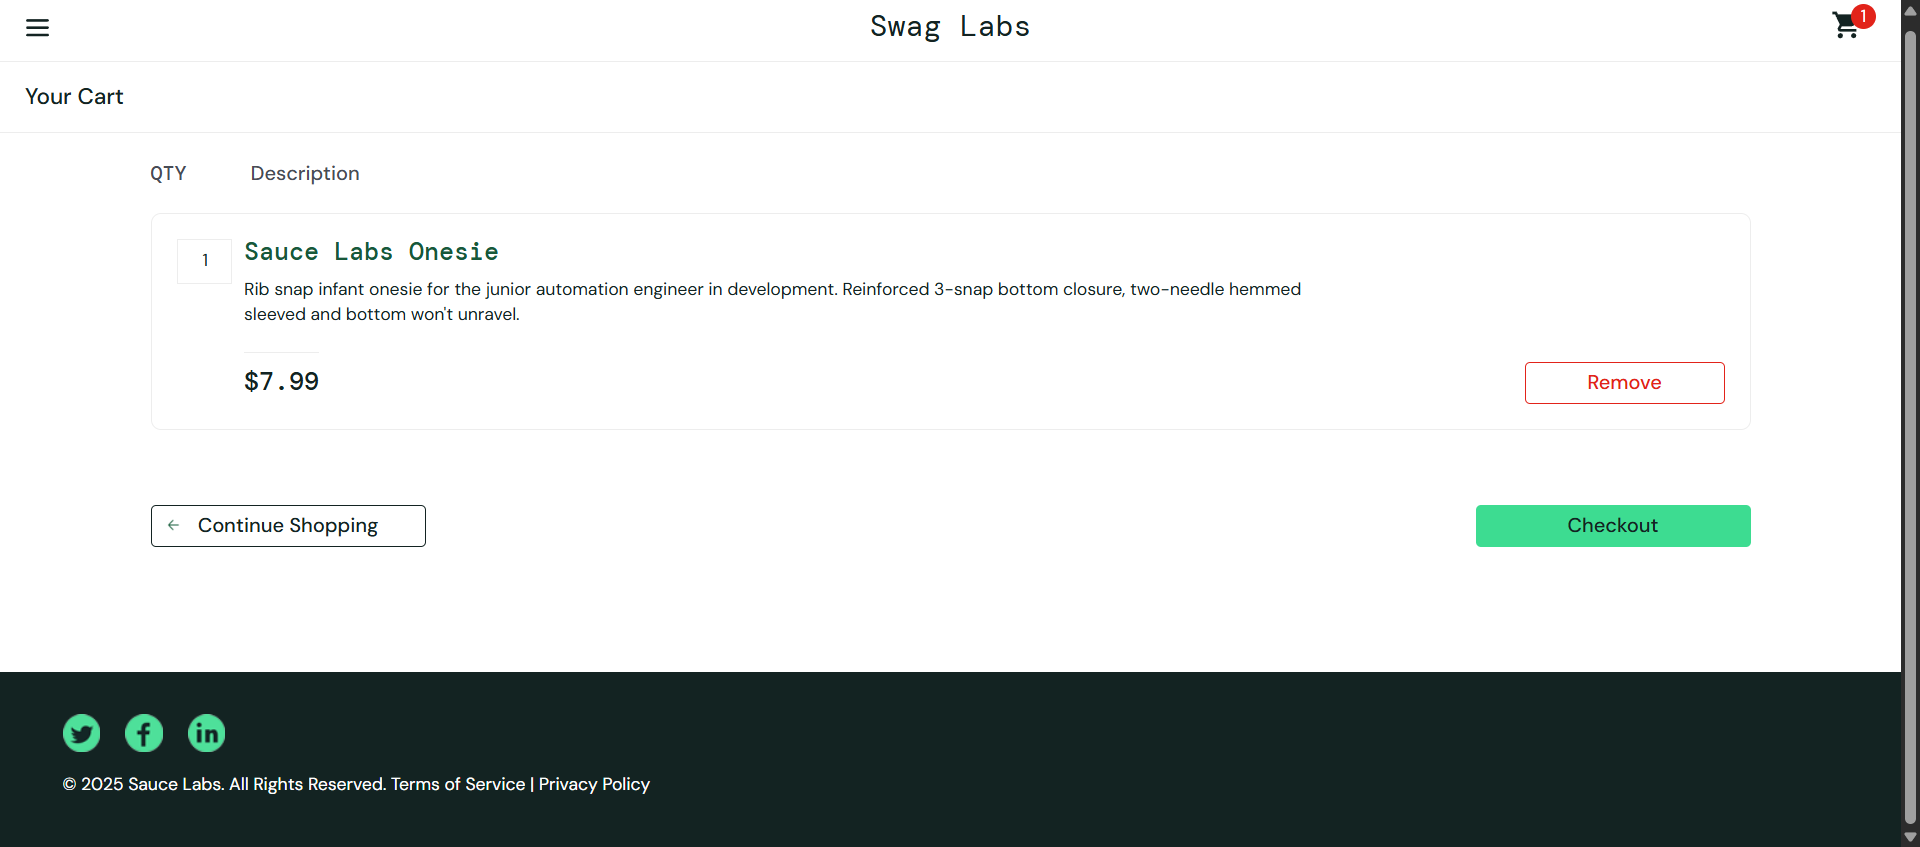 Swag Labs
1
Your Cart
QTY Description
1
Sauce Labs Onesie
Rib snap infant onesie for the junior automation engineer in development. Reinforced 3-snap bottom closure, two-needle hemmed
sleeved and bottom won't unravel.
$7.99
Remove
Continue Shopping
Checkout
© 2025 Sauce Labs. All Rights Reserved. Terms of Service | Privacy Policy